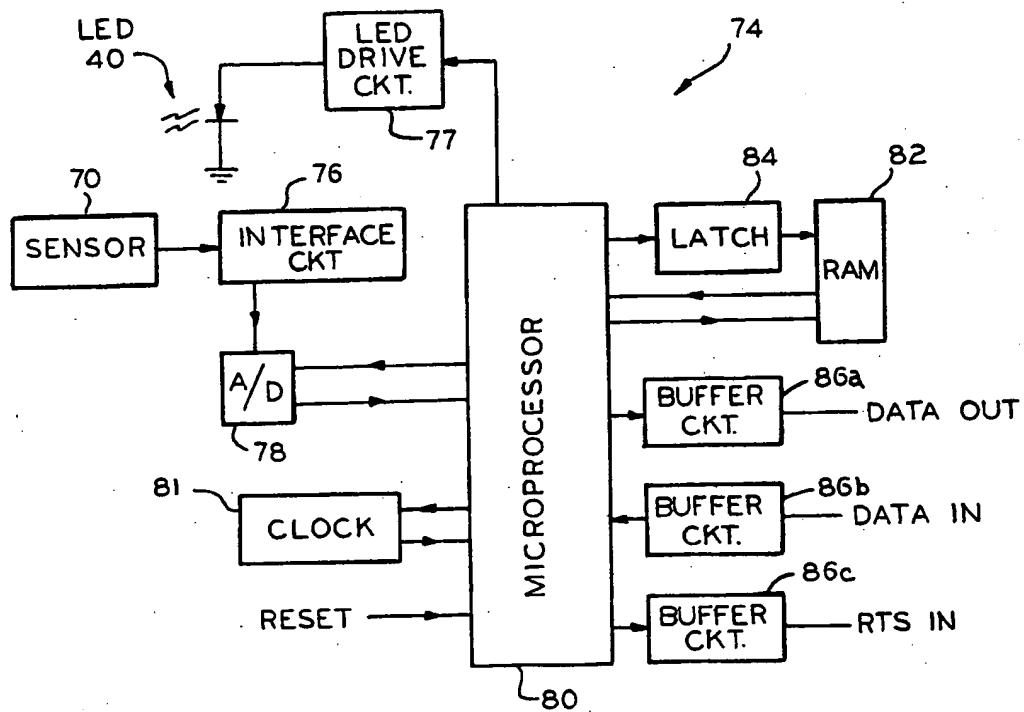 LED
40
LED
DRIVE
CKT.
77
74
70
SENSOR
76
INTERFACE
CKT
84
LATCH
82
RAM
A/D
78
MICROPROCESSOR
80
86a
BUFFER
CKT.
DATA OUT
81
CLOCK
86b
BUFFER
CKT.
DATA IN
RESET
86c
BUFFER
CKT.
RTS IN